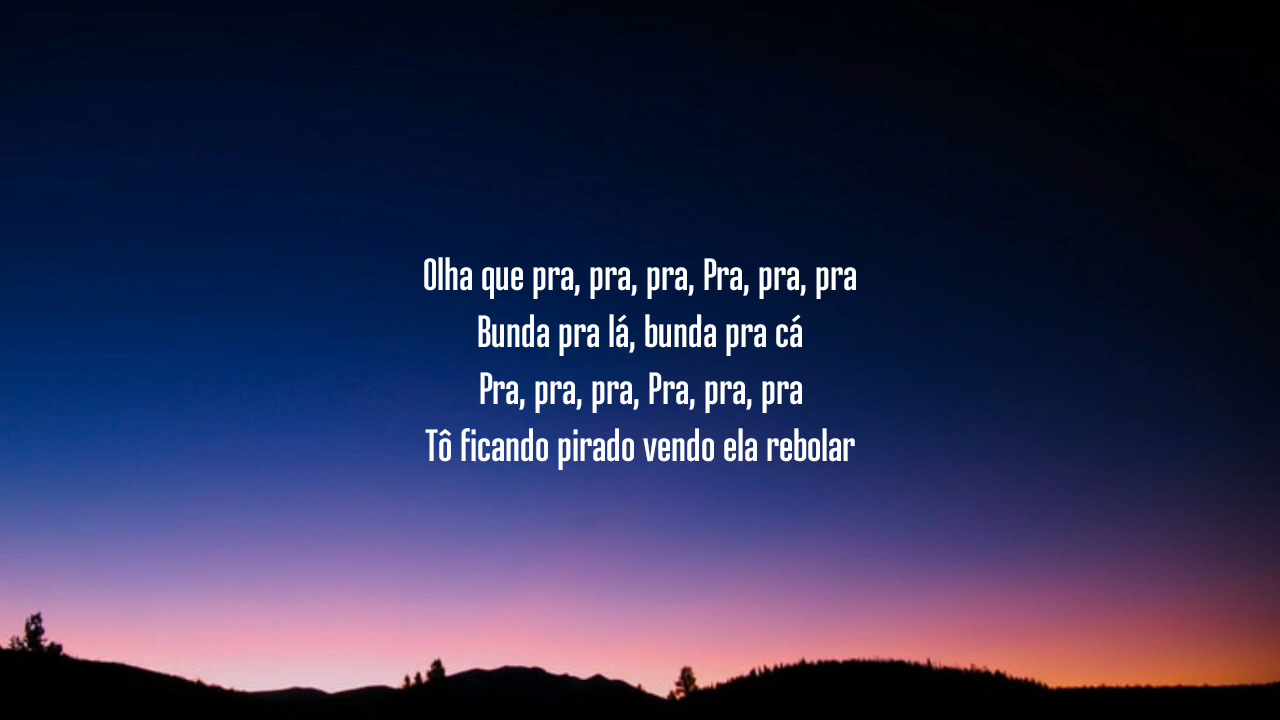 Olha que pra, pra, pra, Pra, pra, pra
Bunda pra lá, bunda pra cá
Pra, pra, pra, Pra, pra, pra
Tô ficando pirado vendo ela rebolar